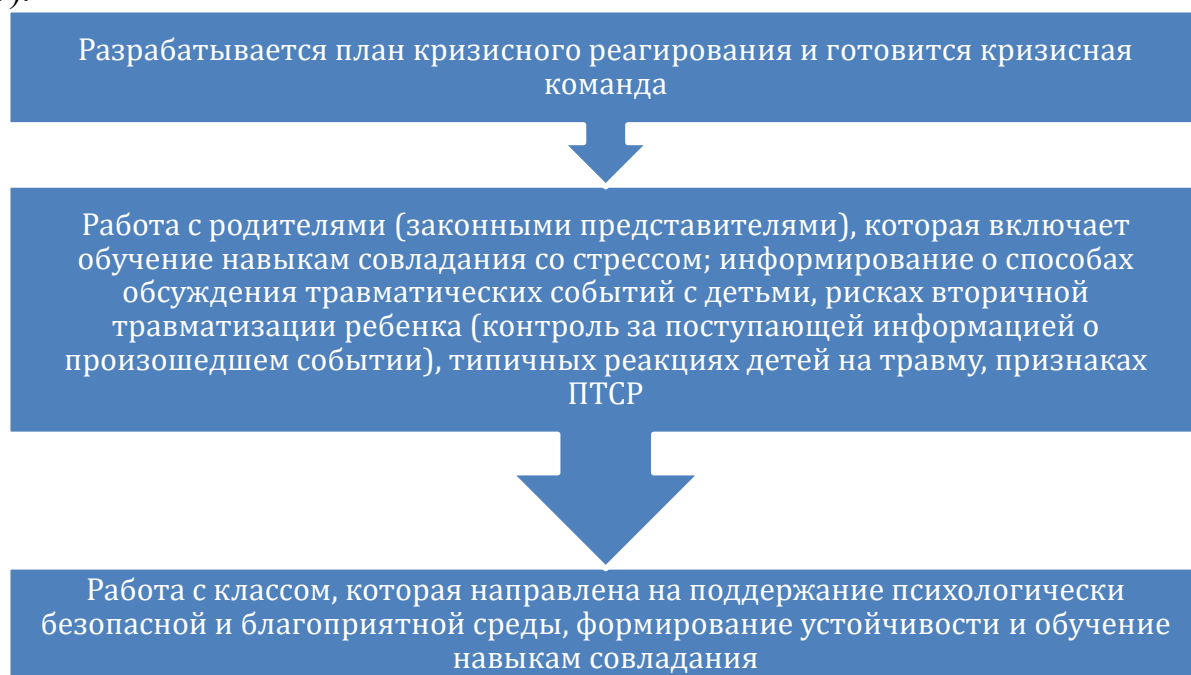 Разрабатывается план кризисного реагирования и готовится кризисная
команда
Работа с родителями (законными представителями), которая включает
обучение навыкам совладания со стрессом; информирование о способах
обсуждения травматических событий с детьми, рисках вторичной
травматизации ребенка (контроль за поступающей информацией о
произошедшем событии), типичных реакциях детей на травму, признаках
ПТСР
Работа с классом, которая направлена на поддержание психологически
безопасной и благоприятной среды, формирование устойчивости и обучение
навыкам совладания